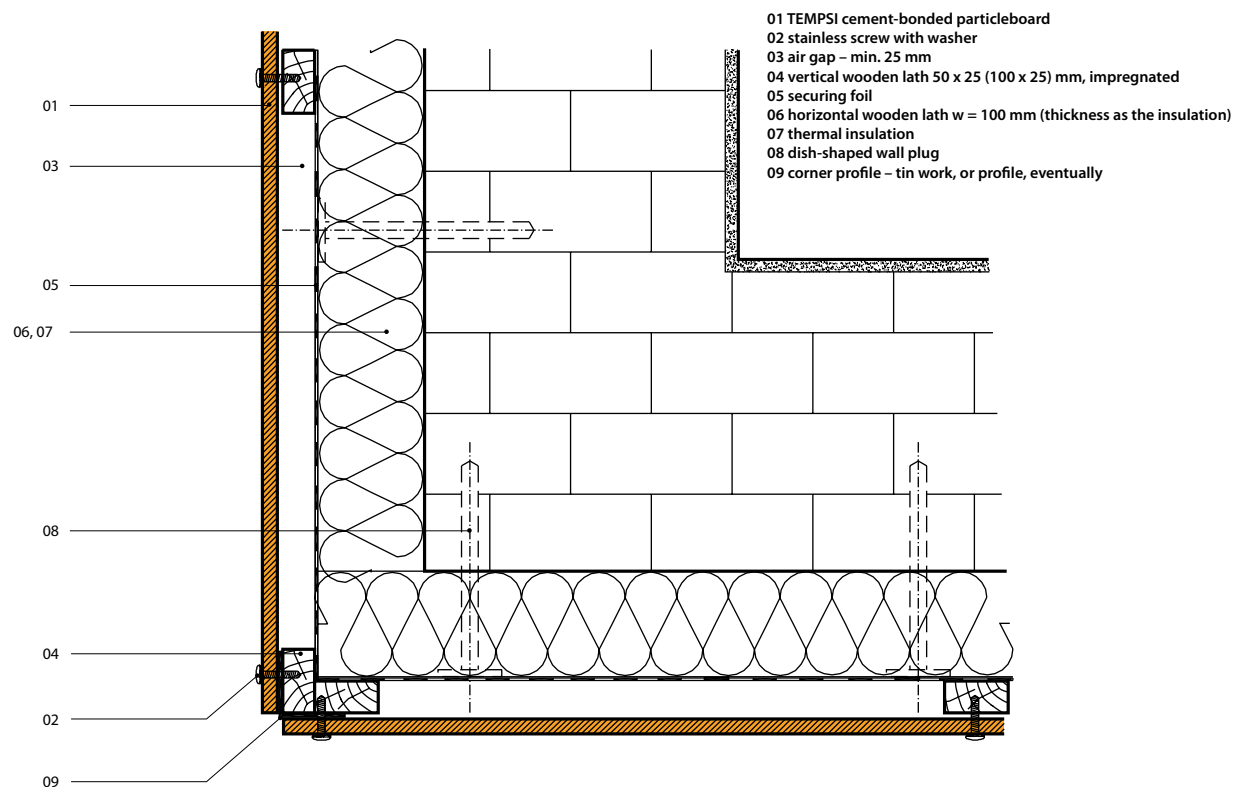 01 TEMPSI cement-bonded particleboard
02 stainless screw with washer
03 air gap – min. 25 mm
04 vertical wooden lath 50 x 25 (100 x 25) mm, impregnated
05 securing foil
06 horizontal wooden lath w = 100 mm (thickness as the insulation)
07 thermal insulation
08 dish-shaped wall plug
09 corner profile – tin work, or profile, eventually
01
03
05
06, 07
08
04
02
09